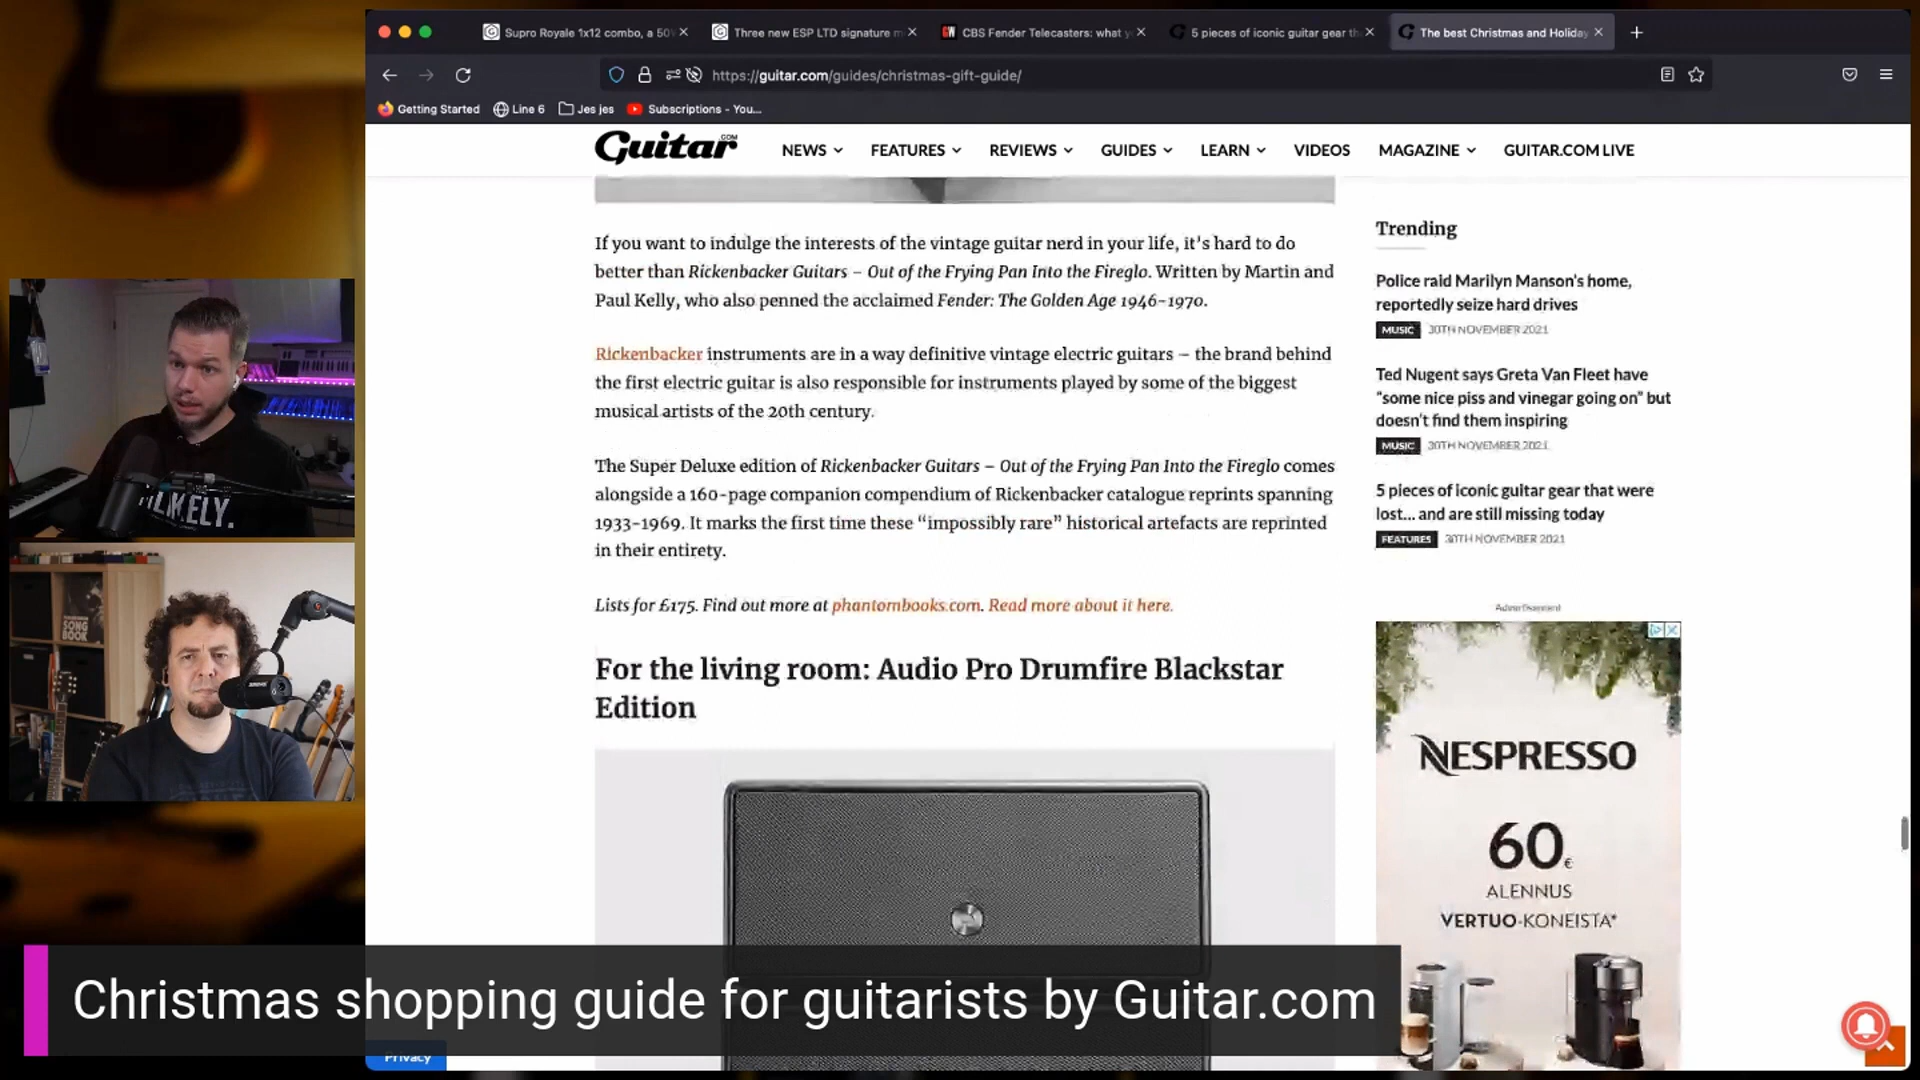 Supro Royale 1x12 combo, a 50
Three new ESP LTD signature m
CBS Fender Telecasters: what y
5 pieces of iconic guitar gear th
The best Christmas and Holiday
https://guitar.com/guides/christmas-gift-guide/
Getting Started
Line 6
Jes jes
Subscriptions - You...
Guitar.COM
NEWS
FEATURES
REVIEWS
GUIDES
LEARN
VIDEOS
MAGAZINE
GUITAR.COM LIVE
If you want to indulge the interests of the vintage guitar nerd in your life, it's hard to do
better than Rickenbacker Guitars – Out of the Frying Pan Into the Fireglo. Written by Martin and
Paul Kelly, who also penned the acclaimed Fender: The Golden Age 1946-1970.
Rickenbacker instruments are in a way definitive vintage electric guitars – the brand behind
the first electric guitar is also responsible for instruments played by some of the biggest
musical artists of the 20th century.
The Super Deluxe edition of Rickenbacker Guitars – Out of the Frying Pan Into the Fireglo comes
alongside a 160-page companion compendium of Rickenbacker catalogue reprints spanning
1933-1969. It marks the first time these “impossibly rare” historical artefacts are reprinted
in their entirety.
Lists for £175. Find out more at phantombooks.com. Read more about it here.
For the living room: Audio Pro Drumfire Blackstar
Edition
Trending
Police raid Marilyn Manson's home,
reportedly seize hard drives
MUSIC 30TH NOVEMBER 2021
Ted Nugent says Greta Van Fleet have
“some nice piss and vinegar going on” but
doesn't find them inspiring
MUSIC 30TH NOVEMBER 2021
5 pieces of iconic guitar gear that were
lost... and are still missing today
FEATURES 30TH NOVEMBER 2021
Advertisement
NESPRESSO
60€
ALENNUS
VERTUO-KONEISTA*
SONG
BOOK
Christmas shopping guide for guitarists by Guitar.com
Privacy